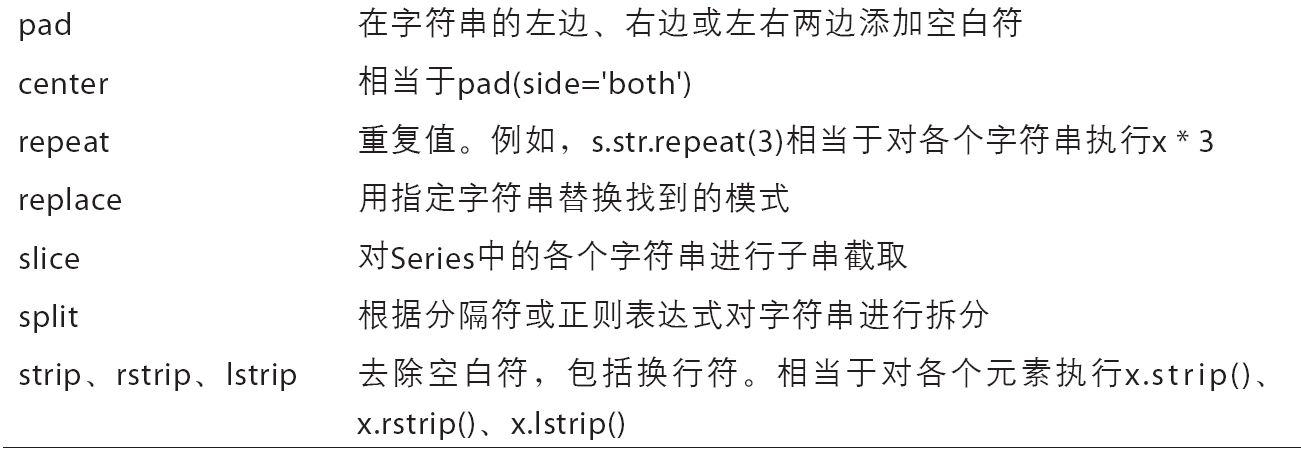 pad 在字符串的左边、右边或左右两边添加空白符
center 相当于pad(side='both')
repeat 重复值。例如，s.str.repeat(3)相当于对各个字符串执行x * 3
replace 用指定字符串替换找到的模式
slice 对Series中的各个字符串进行子串截取
split 根据分隔符或正则表达式对字符串进行拆分
strip、rstrip、lstrip 去除空白符，包括换行符。相当于对各个元素执行x.strip()、
x.rstrip()、x.lstrip()